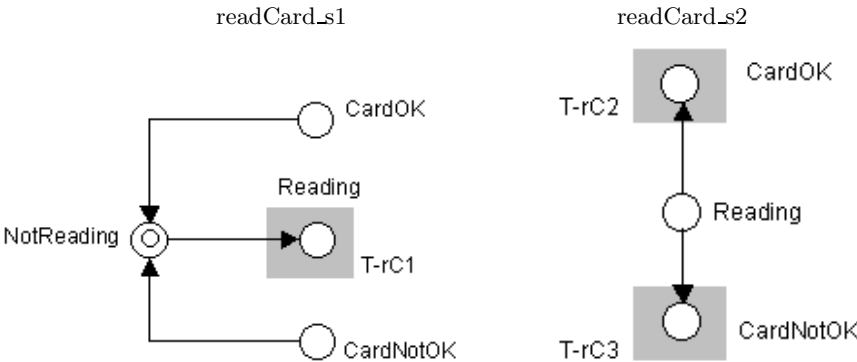 readCard_s1
CardOK
Reading
NotReading
T-rC1
CardNotOK
readCard_s2
CardOK
T-rC2
Reading
CardNotOK
T-rC3